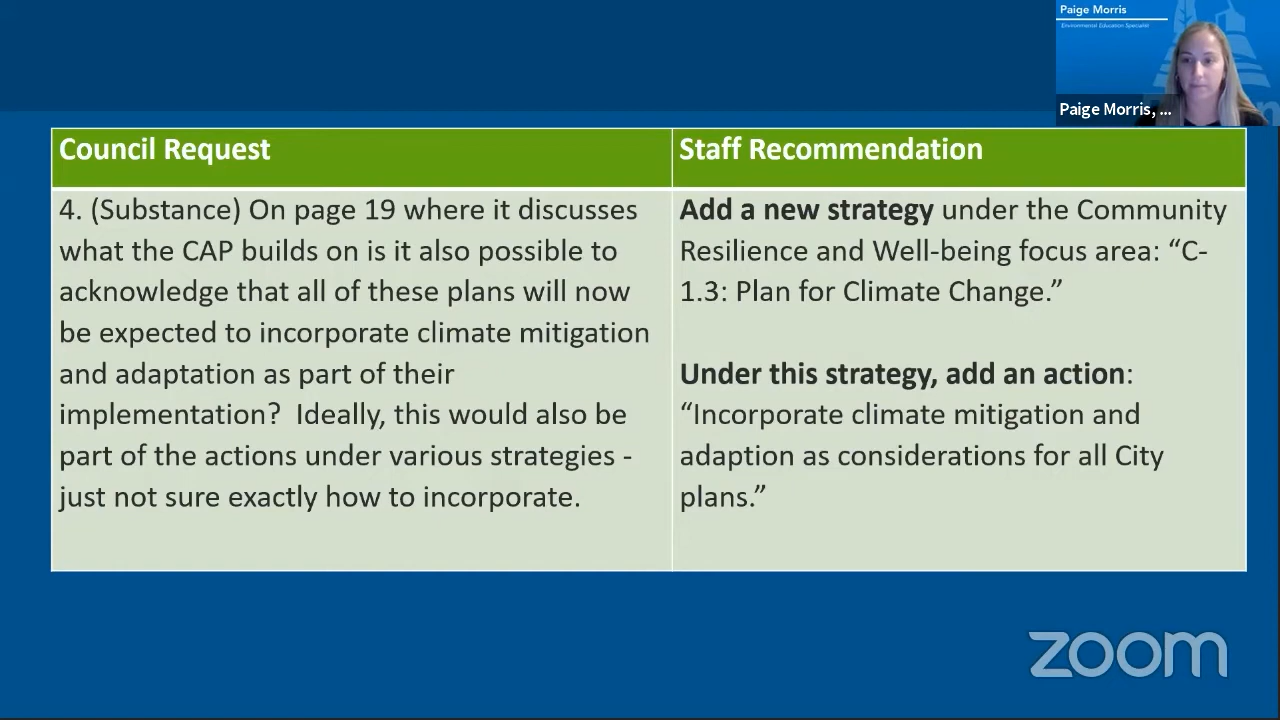 Paige Morris
Environmental Education Specialist
Paige Morris, ...
Council Request
Staff Recommendation
4. (Substance) On page 19 where it discusses
what the CAP builds on is it also possible to
acknowledge that all of these plans will now
be expected to incorporate climate mitigation
and adaptation as part of their
implementation?  Ideally, this would also be
part of the actions under various strategies -
just not sure exactly how to incorporate.
Add a new strategy under the Community
Resilience and Well-being focus area: “C-
1.3: Plan for Climate Change.”
Under this strategy, add an action:
“Incorporate climate mitigation and
adaption as considerations for all City
plans.”
zoom